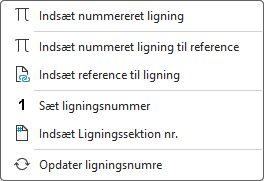 Indsæt nummereret ligning
Indsæt nummeret ligning til reference
Indsæt reference til ligning
1 Sæt ligningsnummer
Indsæt Ligningssektion nr.
Opdater ligningsnumre